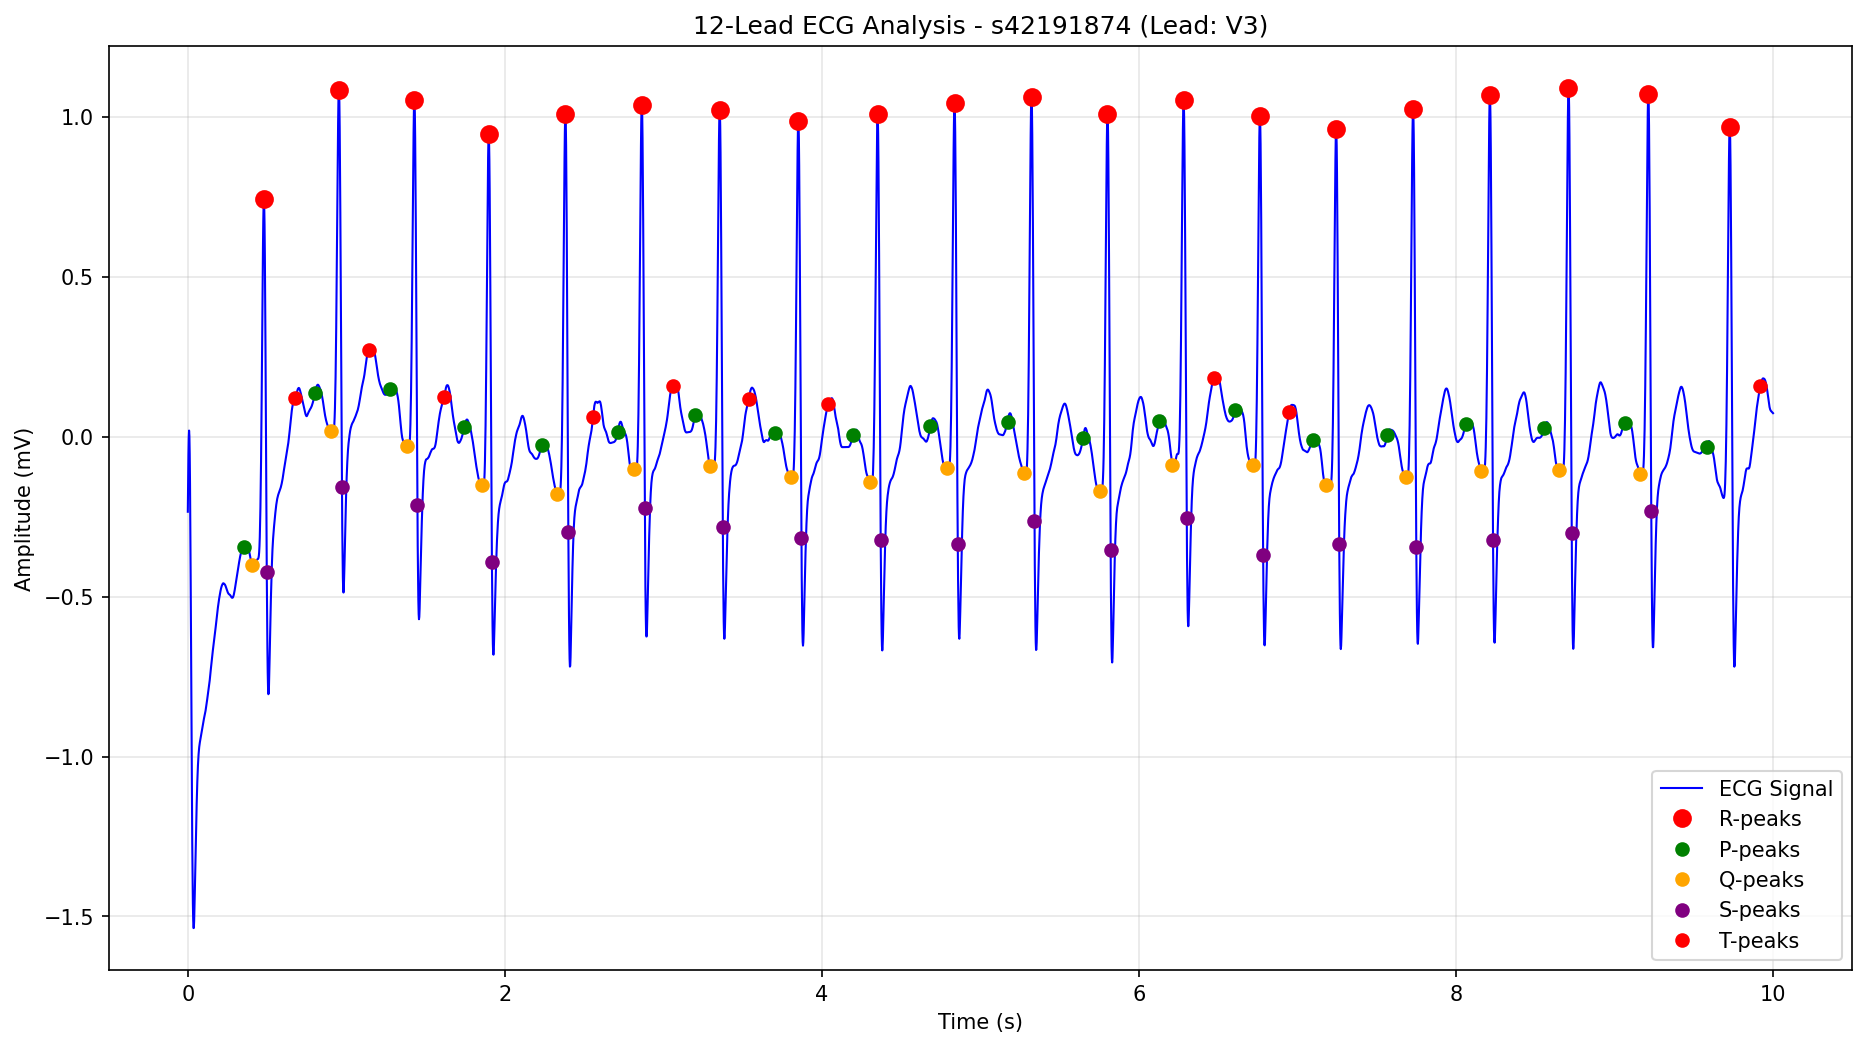 12-Lead ECG Analysis - s42191874 (Lead: V3)
1.0
0.5
0.0
−0.5
−1.0
−1.5
Amplitude (mV)
0
2
4
6
8
10
Time (s)
ECG Signal
R-peaks
P-peaks
Q-peaks
S-peaks
T-peaks